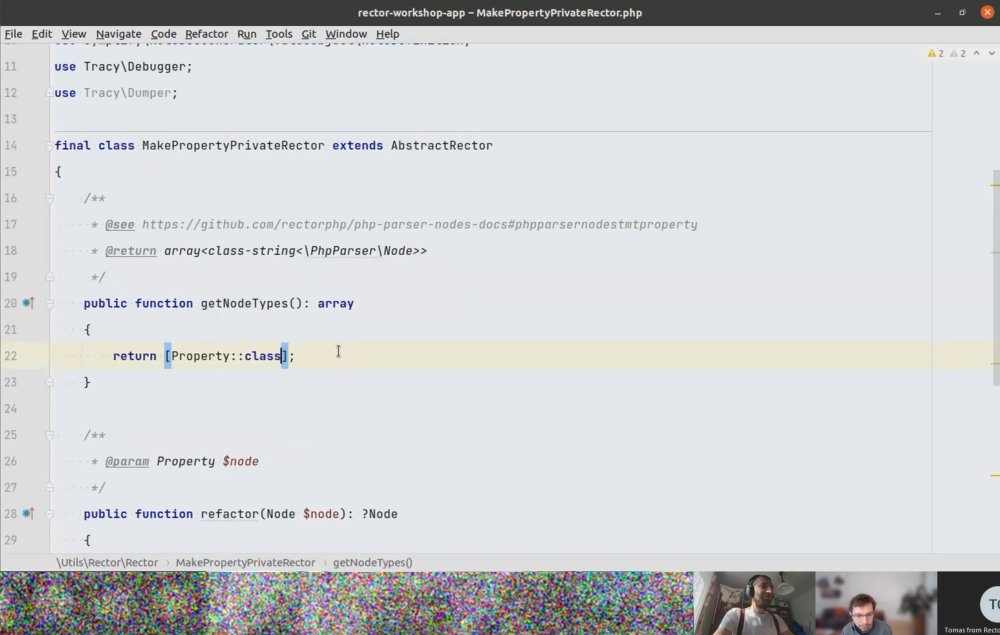 rector-workshop-app – MakePropertyPrivateRector.php
File Edit View Navigate Code Refactor Run Tools Git Window Help
2 2
11 use Tracy\Debugger;
12 use Tracy\Dumper;
13
14 final class MakePropertyPrivateRector extends AbstractRector
15 {
16 /**
17 * @see https://github.com/rectorphp/php-parser-nodes-docs#phpparsernodestmtproperty
18 * @return array<class-string<\PhpParser\Node>>
19 */
20 public function getNodeTypes(): array
21 {
22 return [Property::class];
23 }
24
25 /**
26 * @param Property $node
27 */
28 public function refactor(Node $node): ?Node
29 {
\Utils\Rector\Rector › MakePropertyPrivateRector › getNodeTypes()
Tomas from Recto